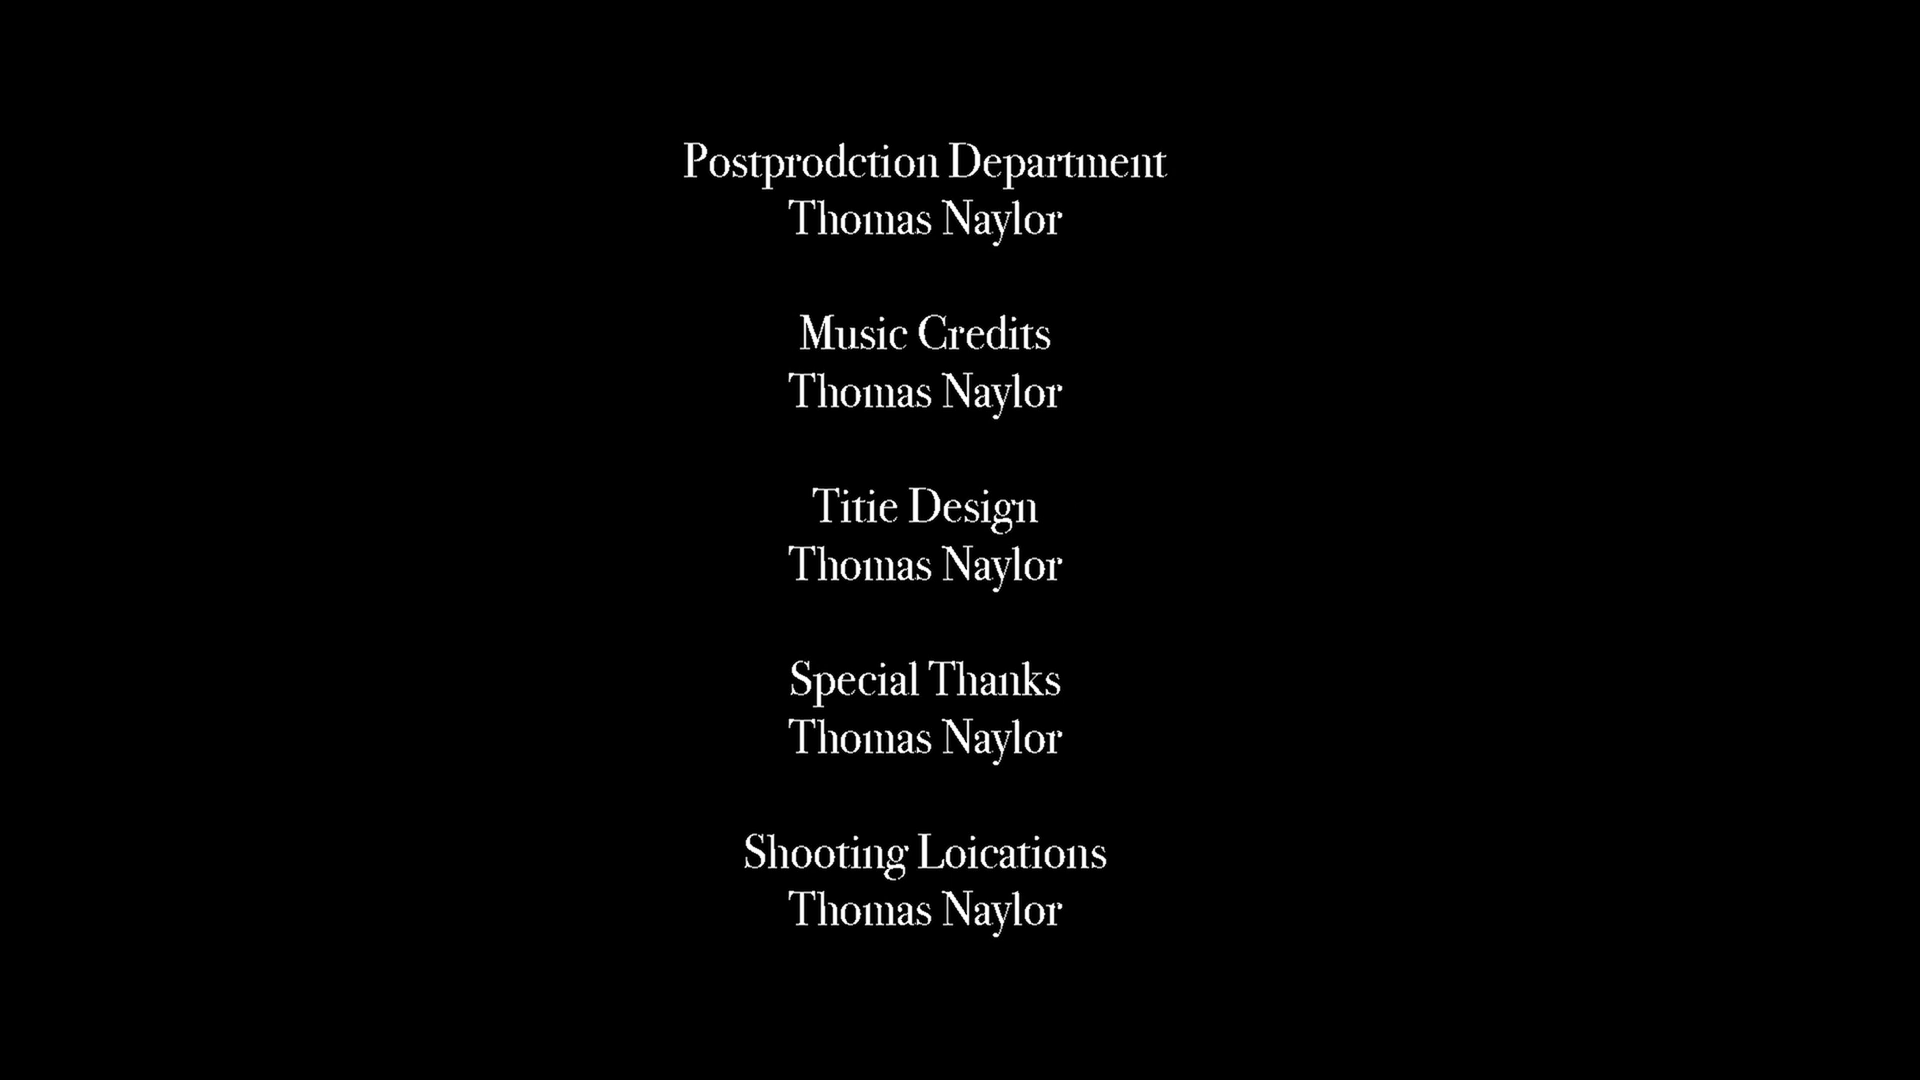 Postprodction Department
Thomas Naylor
Music Credits
Thomas Naylor
Titie Design
Thomas Naylor
Special Thanks
Thomas Naylor
Shooting Loications
Thomas Naylor